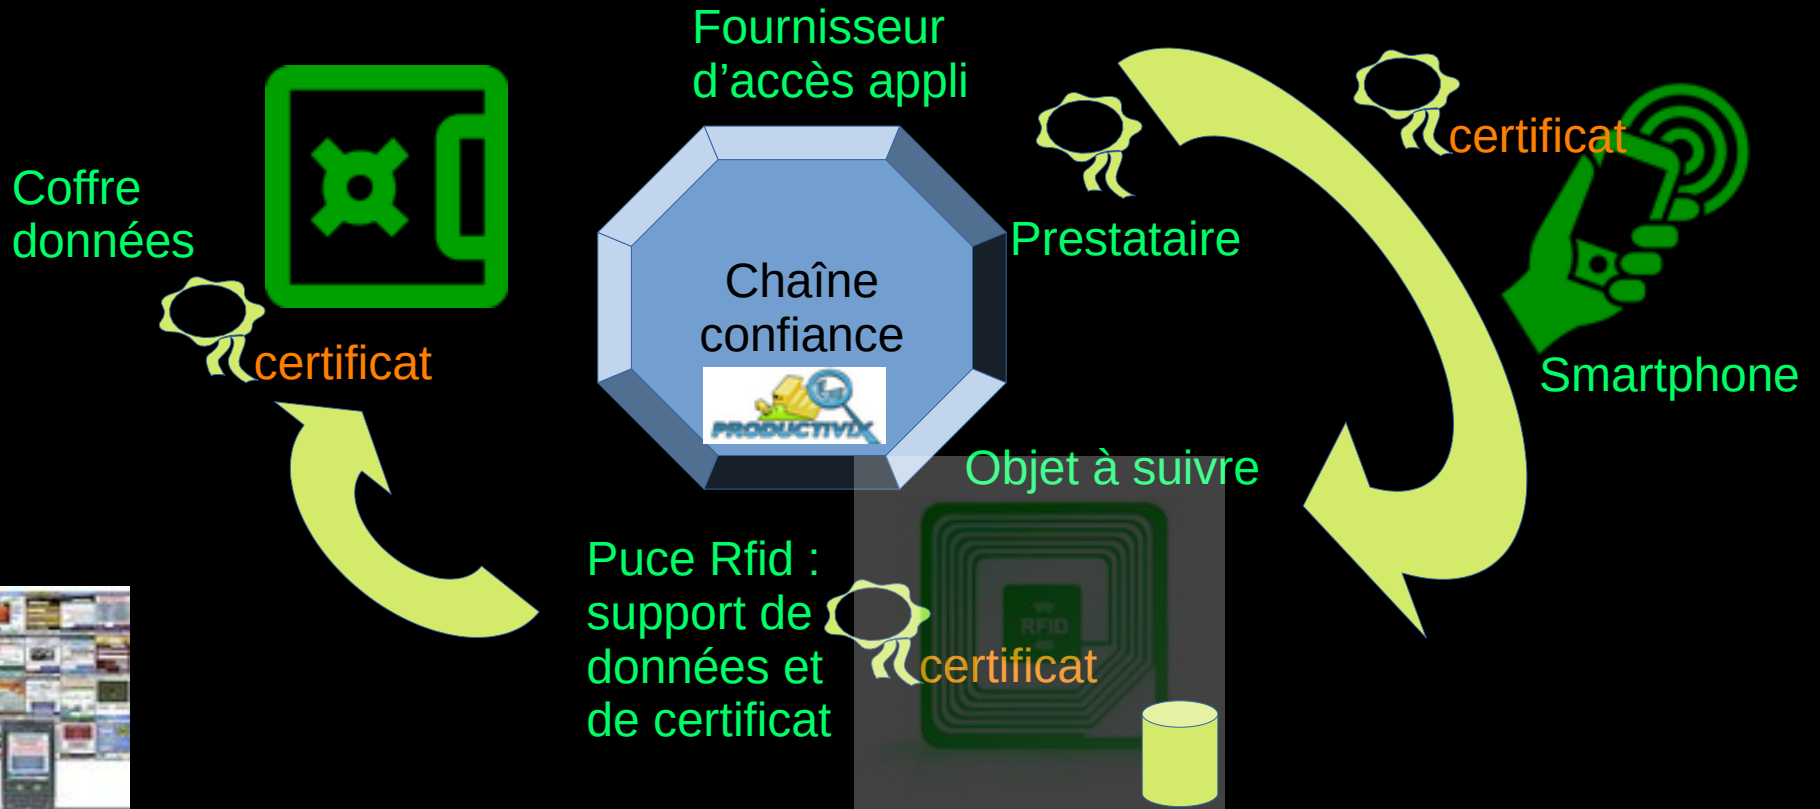 Fournisseur
d’accès appli
certificat
Coffre
données
Prestataire
Chaîne
confiance
certificat
Smartphone
PRODUCTIVIX
Objet à suivre
Puce Rfid :
support de
données et
de certificat
RFID
certificat